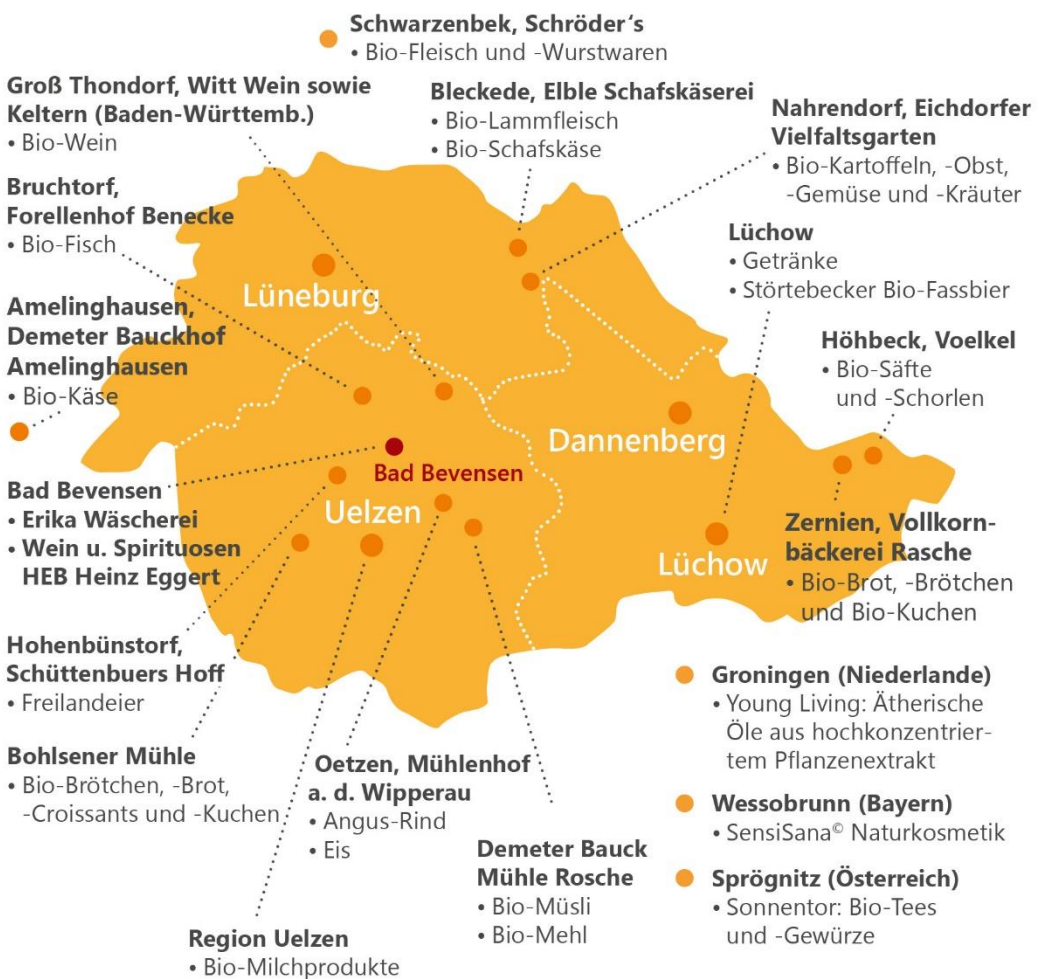 Schwarzenbek, Schröder‘s
• Bio-Fleisch und -Wurstwaren
Groß Thondorf, Witt Wein sowie
Keltern (Baden-Württemb.)
• Bio-Wein
Bleckede, Elble Schafskäserei
• Bio-Lammfleisch
• Bio-Schafskäse
Nahrendorf, Eichdorfer
Vielfaltsgarten
• Bio-Kartoffeln, -Obst,
-Gemüse und -Kräuter
Bruchtorf,
Forellenhof Benecke
• Bio-Fisch
Lüchow
• Getränke
• Störtebecker Bio-Fassbier
Lüneburg
Amelinghausen,
Demeter Bauckhof
Amelinghausen
• Bio-Käse
Höhbeck, Voelkel
• Bio-Säfte
und -Schorlen
Dannenberg
Bad Bevensen
Uelzen
Lüchow
Bad Bevensen
• Erika Wäscherei
• Wein u. Spirituosen
HEB Heinz Eggert
Zernien, Vollkorn-
bäckerei Rasche
• Bio-Brot, -Brötchen
und Bio-Kuchen
Hohenbünstorf,
Schüttenbuers Hoff
• Freilandeier
Bohlsener Mühle
• Bio-Brötchen, -Brot,
-Croissants und -Kuchen
Oetzen, Mühlenhof
a. d. Wipperau
• Angus-Rind
• Eis
Demeter Bauck
Mühle Rosche
• Bio-Müsli
• Bio-Mehl
Region Uelzen
• Bio-Milchprodukte
Groningen (Niederlande)
• Young Living: Ätherische
Öle aus hochkonzentrier-
tem Pflanzenextrakt
Wessobrunn (Bayern)
• SensiSana© Naturkosmetik
Sprögnitz (Österreich)
• Sonnentor: Bio-Tees
und -Gewürze